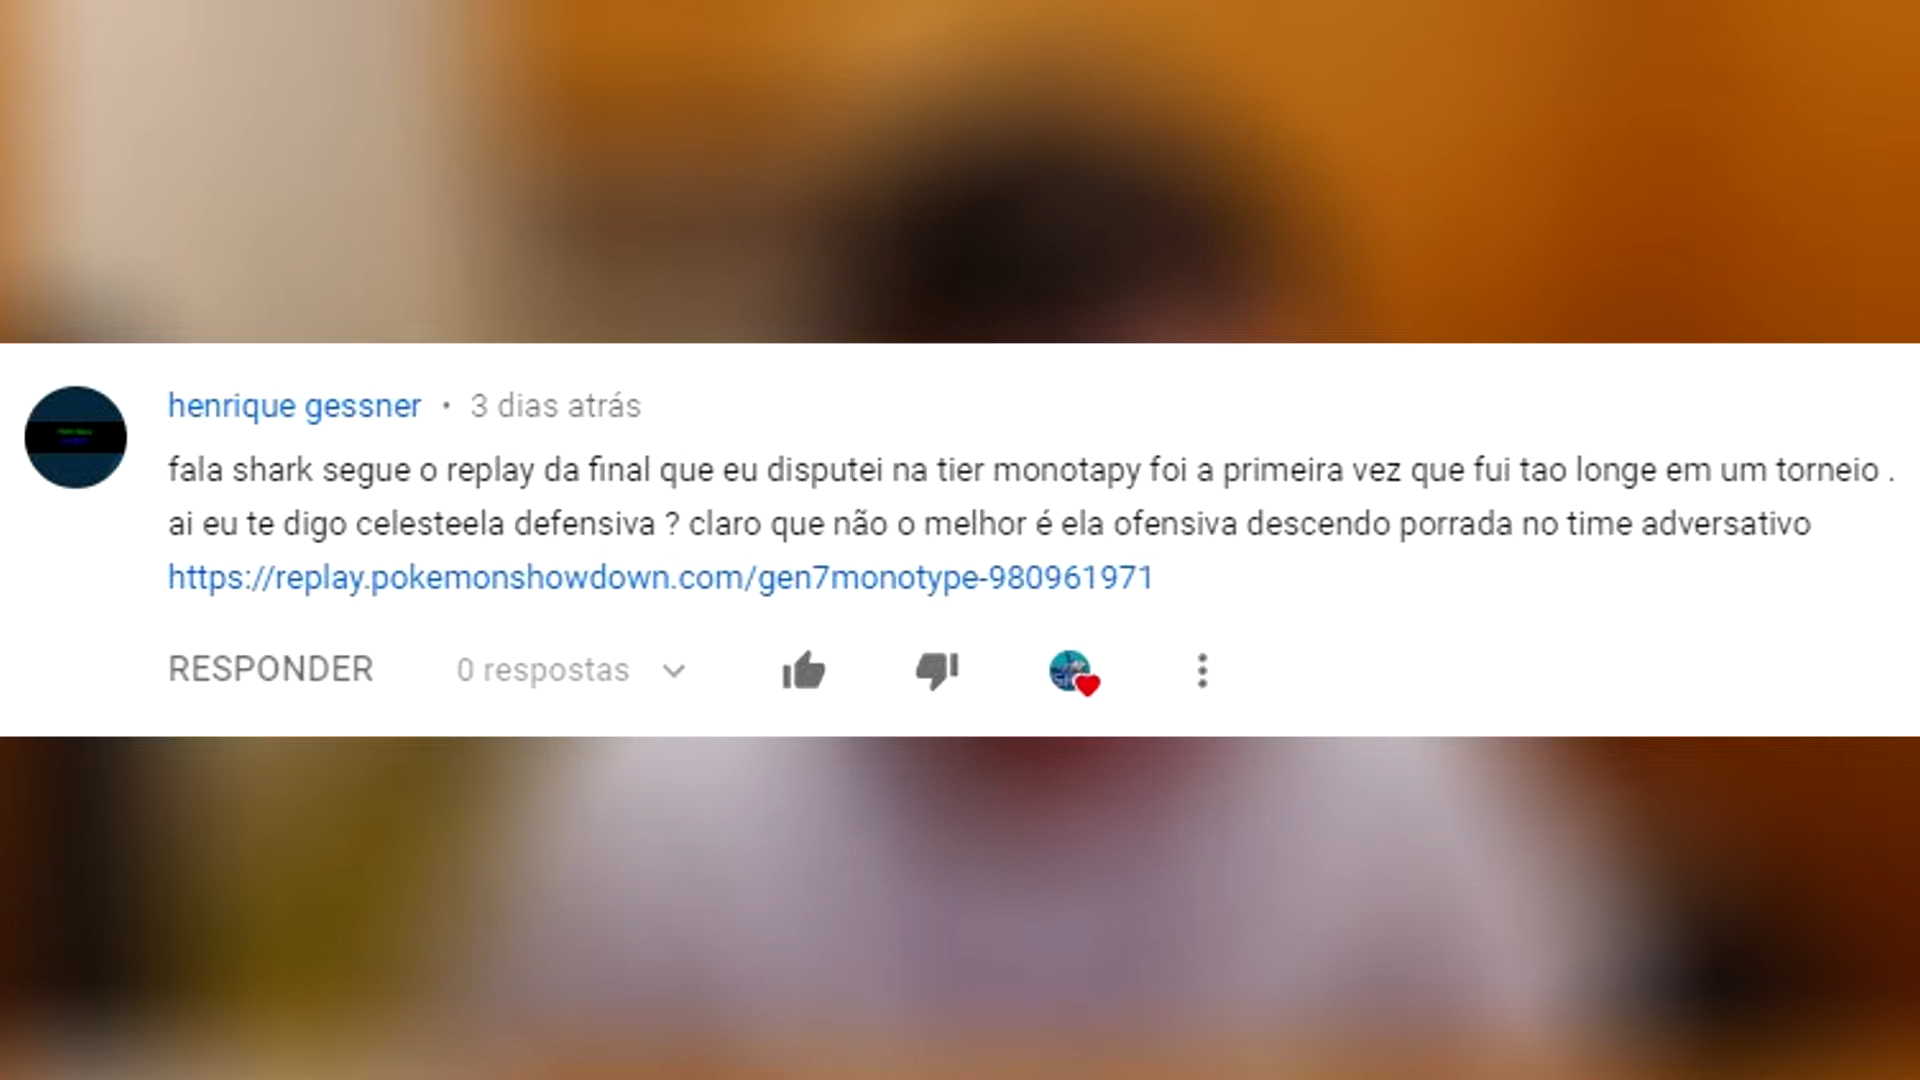 henrique gessner • 3 dias atrás
fala shark segue o replay da final que eu disputei na tier monotapy foi a primeira vez que fui tao longe em um torneio .
ai eu te digo celesteela defensiva ? claro que não o melhor é ela ofensiva descendo porrada no time adversativo
https://replay.pokemonshowdown.com/gen7monotype-980961971
RESPONDER 0 respostas